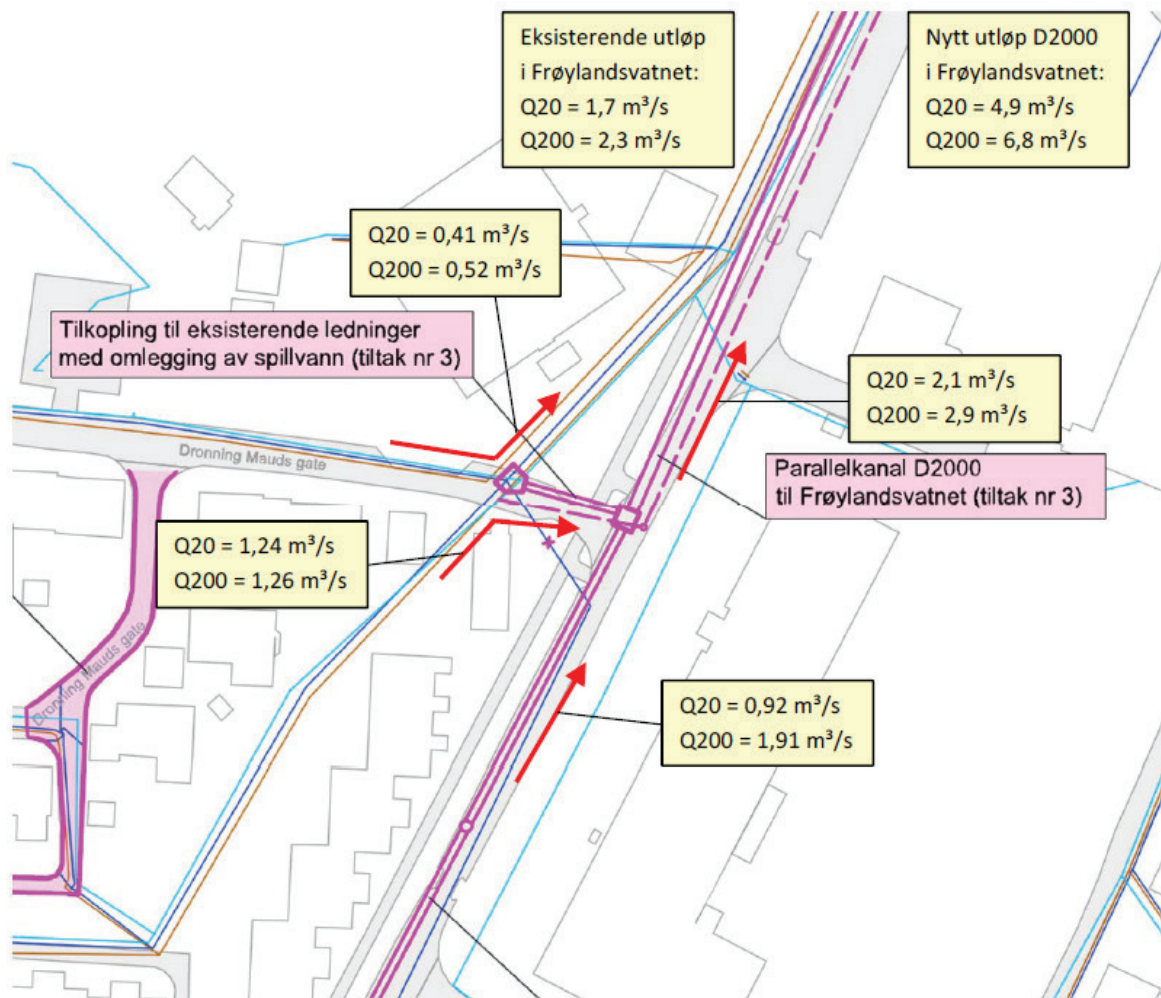 Eksisterende utløp
i Frøylandsvatnet:
Q20 = 1,7 m³/s
Q200 = 2,3 m³/s
Nytt utløp D2000
i Frøylandsvatnet:
Q20 = 4,9 m³/s
Q200 = 6,8 m³/s
Q20 = 0,41 m³/s
Q200 = 0,52 m³/s
Tilkopling til eksisterende ledninger
med omlegging av spillvann (tiltak nr 3)
Q20 = 2,1 m³/s
Q200 = 2,9 m³/s
Dronning Mauds gate
Parallelkanal D2000
til Frøylandsvatnet (tiltak nr 3)
Q20 = 1,24 m³/s
Q200 = 1,26 m³/s
Dronning Mauds gate
Q20 = 0,92 m³/s
Q200 = 1,91 m³/s